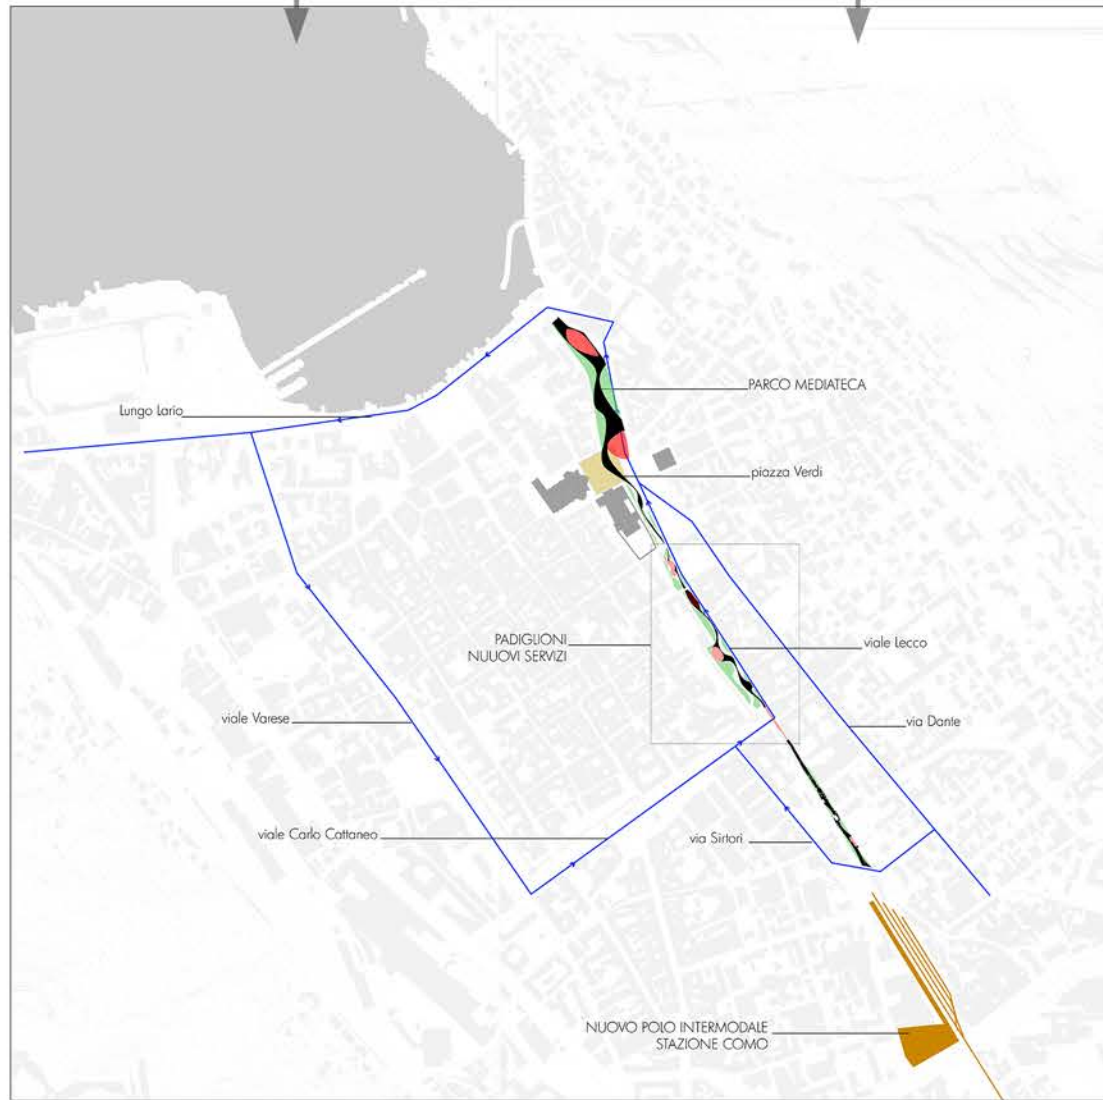 PARCO MEDIATECA
Lungo Lario
piazza Verdi
PADIGLIONI
NUUOVI SERVIZI
viale Lecco
viale Varese
via Dante
viale Carlo Cattaneo
via Sirtori
NUOVO POLO INTERMODALE
STAZIONE COMO